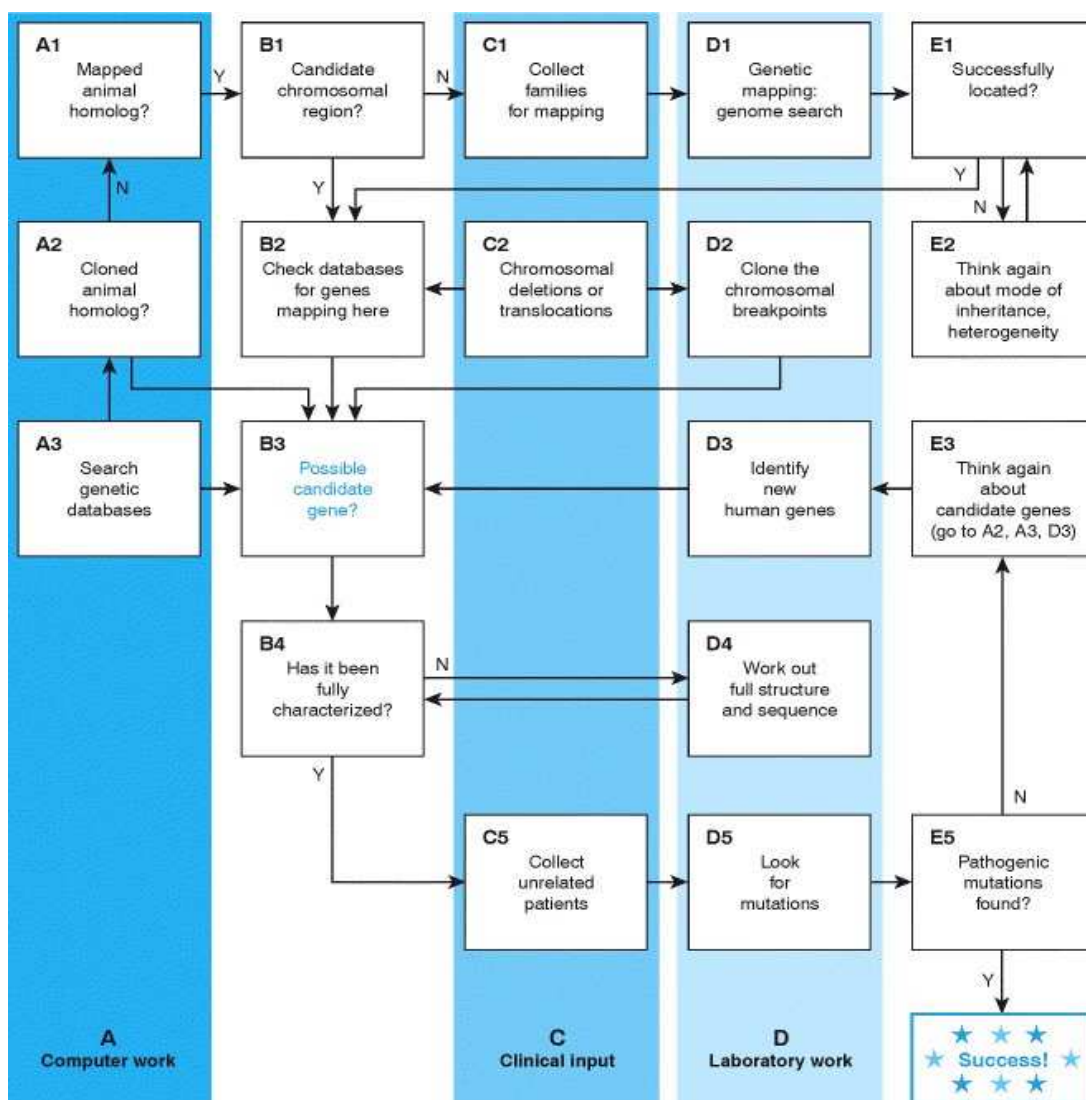 A1
Mapped
animal
homolog?
Y
B1
Candidate
chromosomal
region?
N
C1
Collect
families
for mapping
D1
Genetic
mapping:
genome search
E1
Successfully
located?
N
Y
Y
N
A2
Cloned
animal
homolog?
B2
Check databases
for genes
mapping here
C2
Chromosomal
deletions or
translocations
D2
Clone the
chromosomal
breakpoints
E2
Think again
about mode of
inheritance,
heterogeneity
A3
Search
genetic
databases
B3
Possible
candidate
gene?
D3
Identify
new
human genes
E3
Think again
about
candidate genes
(go to A2, A3, D3)
B4
Has it been
fully
characterized?
N
D4
Work out
full structure
and sequence
Y
N
C5
Collect
unrelated
patients
D5
Look
for
mutations
E5
Pathogenic
mutations
found?
Y
A
Computer work
C
Clinical input
D
Laboratory work
Success!